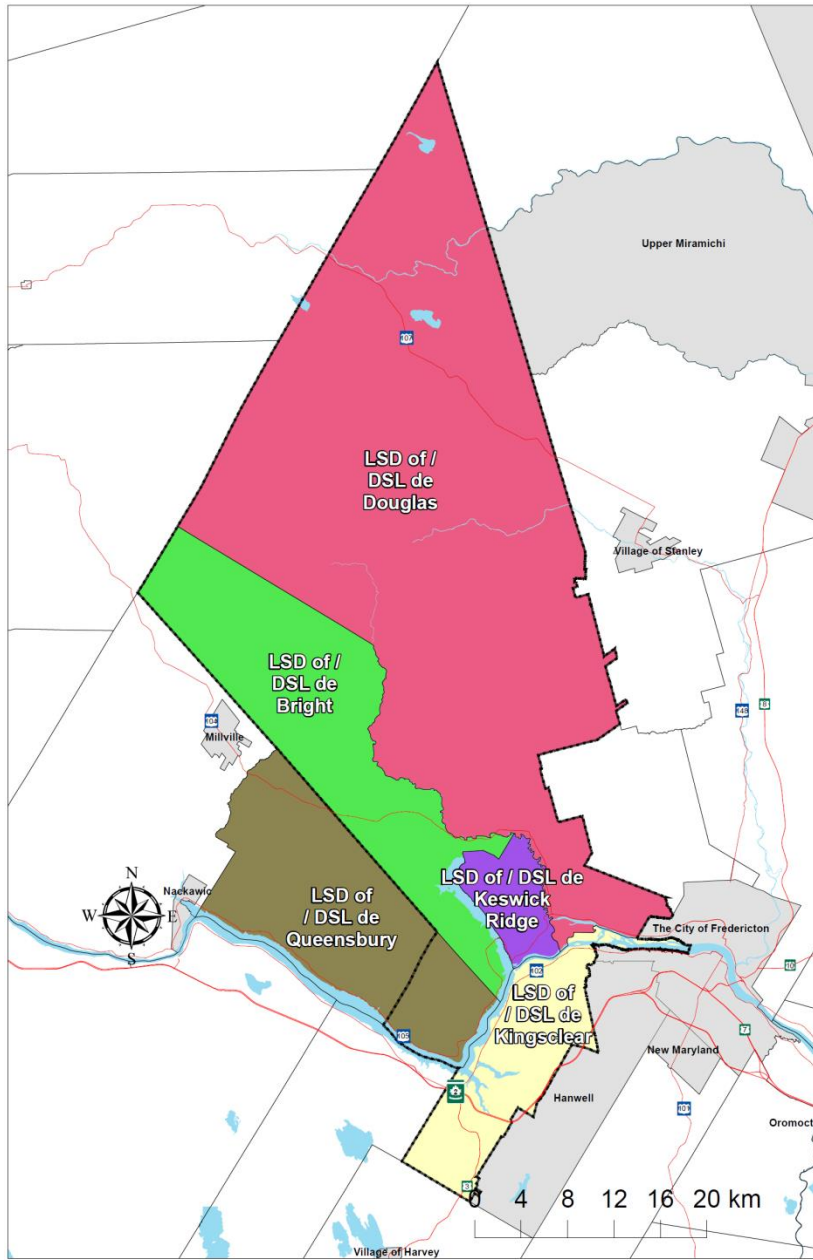 Upper Miramichi
107
LSD of /
DSL de
Douglas
Village of Stanley
LSD of /
DSL de
Bright
8
148
104
Millville
LSD of / DSL de
Keswick
Ridge
N
W E
S
Nackawic
LSD of
/ DSL de
Queensbury
The City of Fredericton
10
102
LSD of
/ DSL de
Kingsclear
105
7
New Maryland
Hanwell
101
Oromoct
3
0 4 8 12 16 20 km
Village of Harvey